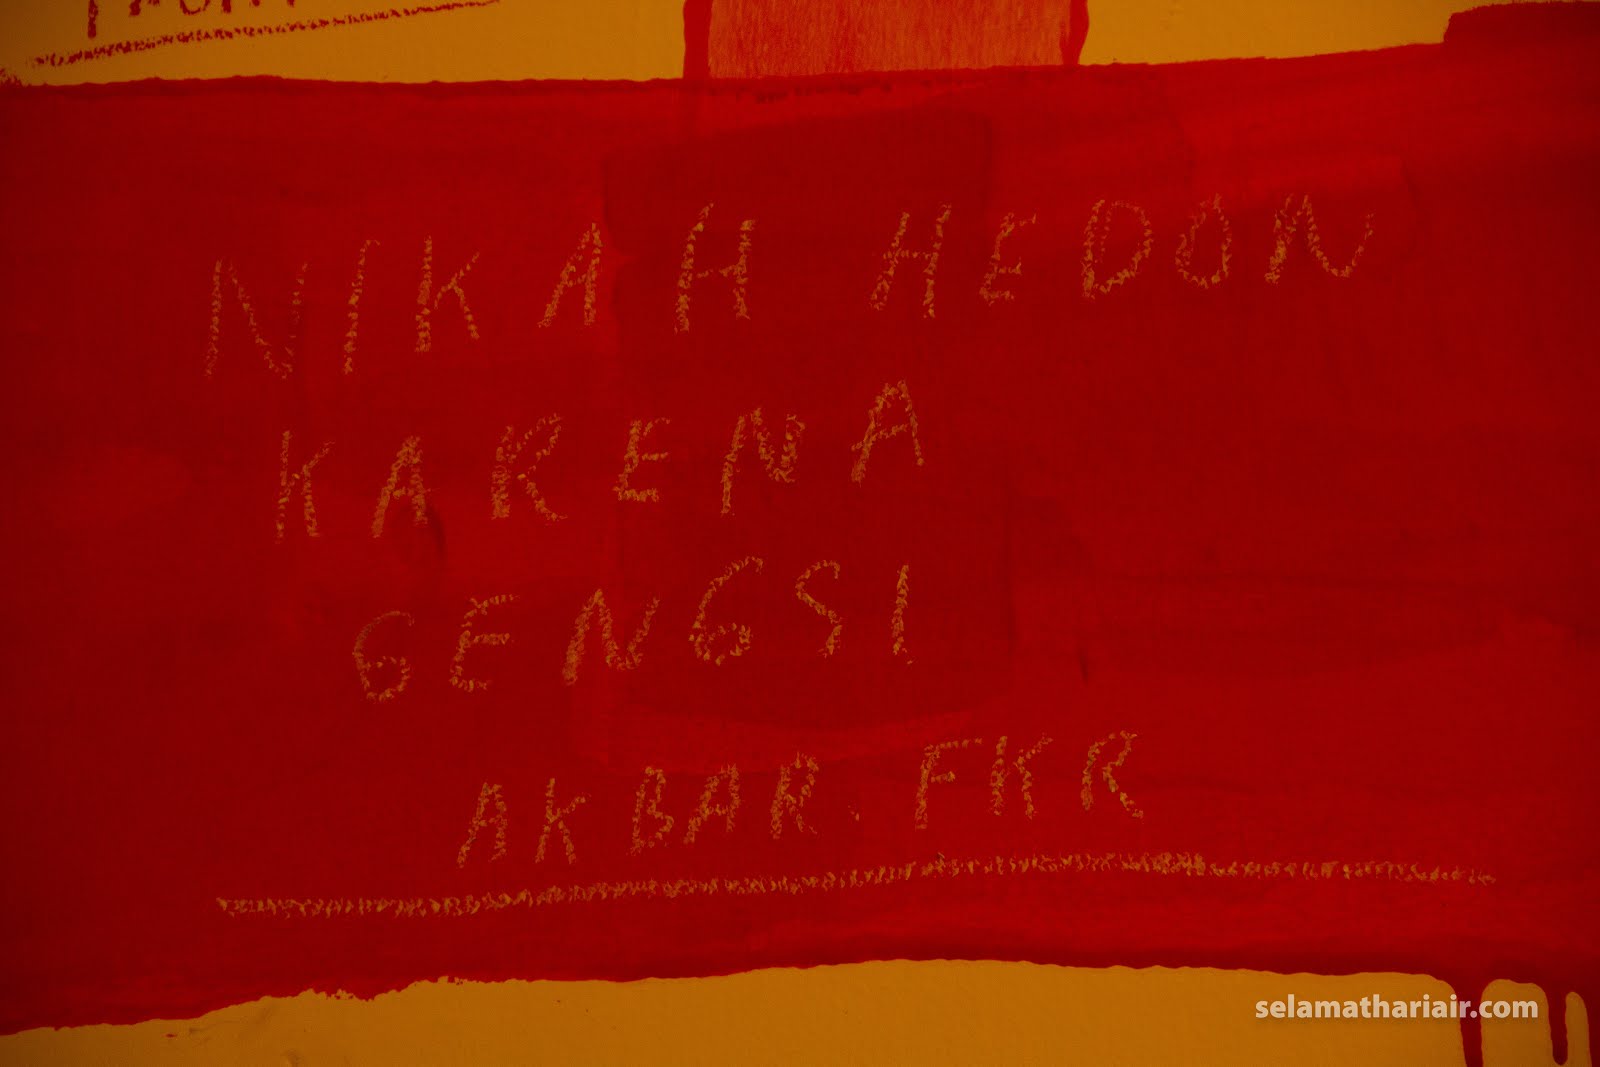 NIKAH HEDON
KARENA
GENGSI
AKBAR. FKR
selamathariair.com